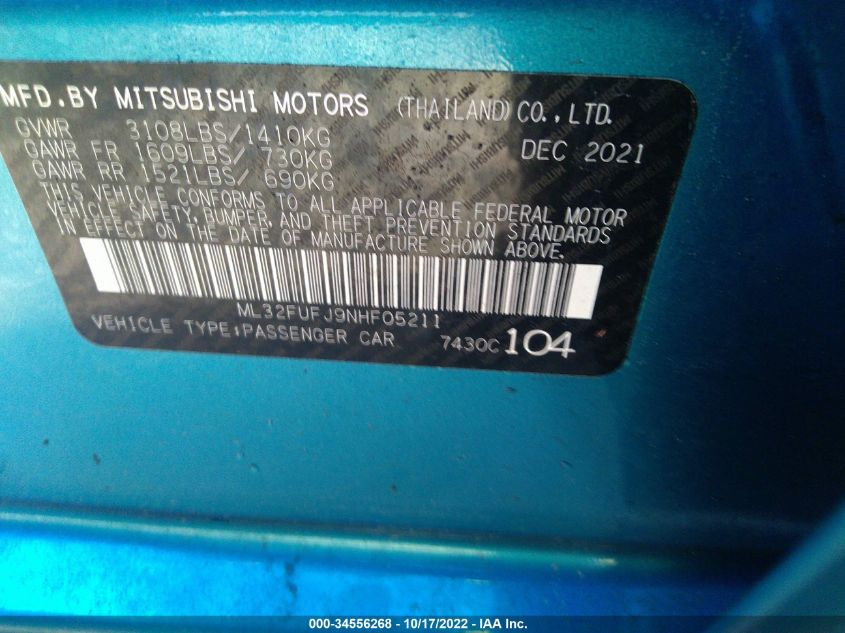 MFD.BY MITSUBISHI MOTORS (THAILAND)CO.,LTD.
GVWR 3108LBS/1410KG DEC 2021
GAWR FR 1609LBS/ 730KG
GAWR RR 1521LBS/ 690KG
THIS VEHICLE CONFORMS TO ALL APPLICABLE FEDERAL MOTOR
VEHICLE SAFETY, BUMPER, AND THEFT PREVENTION STANDARDS
IN EFFECT ON THE DATE OF MANUFACTURE SHOWN ABOVE.
ML32FUFJ9NHF05211
VEHICLE TYPE:PASSENGER CAR 7430C 104
000-34556268 - 10/17/2022 - IAA Inc.